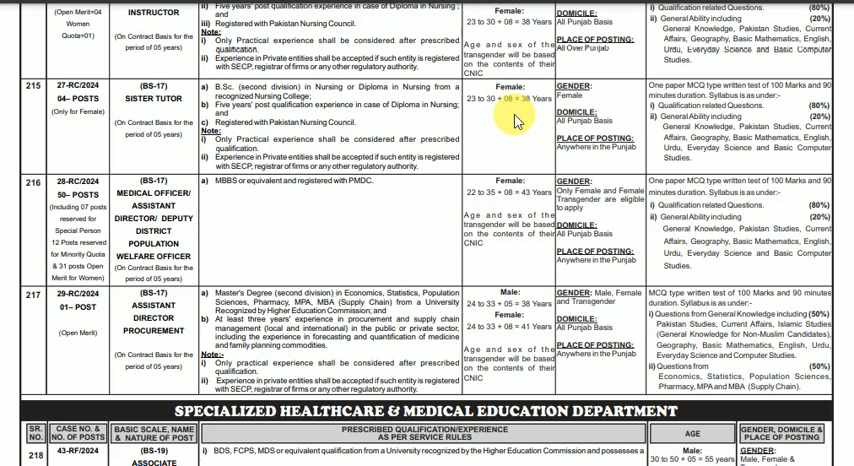 (Open Merit=04
Women
Quota=01)
INSTRUCTOR
(On Contract Basis for the
period of 05 years)
ii) Five years' post qualification experience in case of Diploma in Nursing ;
and
iii) Registered with Pakistan Nursing Council.
Note:
i) Only Practical experience shall be considered after prescribed
qualification.
ii) Experience in Private entities shall be accepted if such entity is registered
with SECP, registrar of firms or any other regulatory authority.
Female:
23 to 30 + 08 = 38 Years
Age and sex of the
transgender will be based
on the contents of their
CNIC
DOMICILE:
All Punjab Basis
PLACE OF POSTING:
All Over Punjab
i) Qualification related Questions. (80%)
ii) General Ability including (20%)
General Knowledge, Pakistan Studies, Current
Affairs, Geography, Basic Mathematics, English,
Urdu, Everyday Science and Basic Computer
Studies.
215
27-RC/2024
04– POSTS
(Only for Female)
(BS-17)
SISTER TUTOR
(On Contract Basis for the
period of 05 years)
a) B.Sc. (second division) in Nursing or Diploma in Nursing from a
recognized Nursing College;
b) Five years' post qualification experience in case of Diploma in Nursing;
and
c) Registered with Pakistan Nursing Council.
Note:
i) Only Practical experience shall be considered after prescribed
qualification.
ii) Experience in Private entities shall be accepted if such entity is registered
with SECP, registrar of firms or any other regulatory authority.
Female:
23 to 30 + 08 = 38 Years
GENDER:
Female
DOMICILE:
All Punjab Basis
PLACE OF POSTING:
Anywhere in the Punjab
One paper MCQ type written test of 100 Marks and 90
minutes duration. Syllabus is as under:-
i) Qualification related Questions. (80%)
ii) General Ability including (20%)
General Knowledge, Pakistan Studies, Current
Affairs, Geography, Basic Mathematics, English,
Urdu, Everyday Science and Basic Computer
Studies.
216
28-RC/2024
50– POSTS
(Including 07 posts
reserved for
Special Person
12 Posts reserved
for Minority Quota
& 31 posts Open
Merit for Women)
(BS-17)
MEDICAL OFFICER/
ASSISTANT
DIRECTOR/ DEPUTY
DISTRICT
POPULATION
WELFARE OFFICER
(On Contract Basis for the
period of 05 years)
a) MBBS or equivalent and registered with PMDC.
Female:
22 to 35 + 08 = 43 Years
Age and sex of the
transgender will be based
on the contents of their
CNIC
GENDER:
Only Female and Female
Transgender are eligible
to apply
DOMICILE:
All Punjab Basis
PLACE OF POSTING:
Anywhere in the Punjab
One paper MCQ type written test of 100 Marks and 90
minutes duration. Syllabus is as under:-
i) Qualification related Questions. (80%)
ii) General Ability including (20%)
General Knowledge, Pakistan Studies, Current
Affairs, Geography, Basic Mathematics, English,
Urdu, Everyday Science and Basic Computer
Studies.
217
29-RC/2024
01– POST
(Open Merit)
(BS-17)
ASSISTANT
DIRECTOR
PROCUREMENT
(On Contract Basis for the
period of 05 years)
a) Master's Degree (second division) in Economics, Statistics, Population
Sciences, Pharmacy, MPA, MBA (Supply Chain) from a University
Recognized by Higher Education Commission; and
b) At least three years' experience in procurement and supply chain
management (local and international) in the public or private sector,
including the experience in forecasting and quantification of medicine
and family planning commodities.
Note:-
i) Only practical experience shall be considered after prescribed
qualification.
ii) Experience in private entities shall be accepted if such entity is registered
with SECP, registrar of firms or any other regulatory authority.
Male:
24 to 33 + 05 = 38 Years
Female:
24 to 33 + 08 = 41 Years
Age and sex of the
transgender will be based
on the contents of their
CNIC
GENDER: Male, Female
and Transgender
DOMICILE:
All Punjab Basis
PLACE OF POSTING:
Anywhere in the Punjab
MCQ type written test of 100 Marks and 90 minutes
duration. Syllabus is as under:-
i) Questions from General Knowledge including (50%)
Pakistan Studies, Current Affairs, Islamic Studies
(General Knowledge for Non-Muslim Candidates),
Geography, Basic Mathematics, English, Urdu,
Everyday Science and Computer Studies.
ii) Questions from (50%)
Economics, Statistics, Population Sciences,
Pharmacy, MPA and MBA (Supply Chain).
SPECIALIZED HEALTHCARE & MEDICAL EDUCATION DEPARTMENT
SR.
NO.
CASE NO. &
NO. OF POSTS
BASIC SCALE, NAME
& NATURE OF POST
PRESCRIBED QUALIFICATION/EXPERIENCE
AS PER SERVICE RULES
AGE
GENDER, DOMICILE &
PLACE OF POSTING
218
43-RF/2024
(BS-19)
ASSOCIATE
i) BDS, FCPS, MDS or equivalent qualification from a University recognized by the Higher Education Commission and possesses a
Male:
30 to 50 + 05 = 55 years
GENDER:
Male, Female &